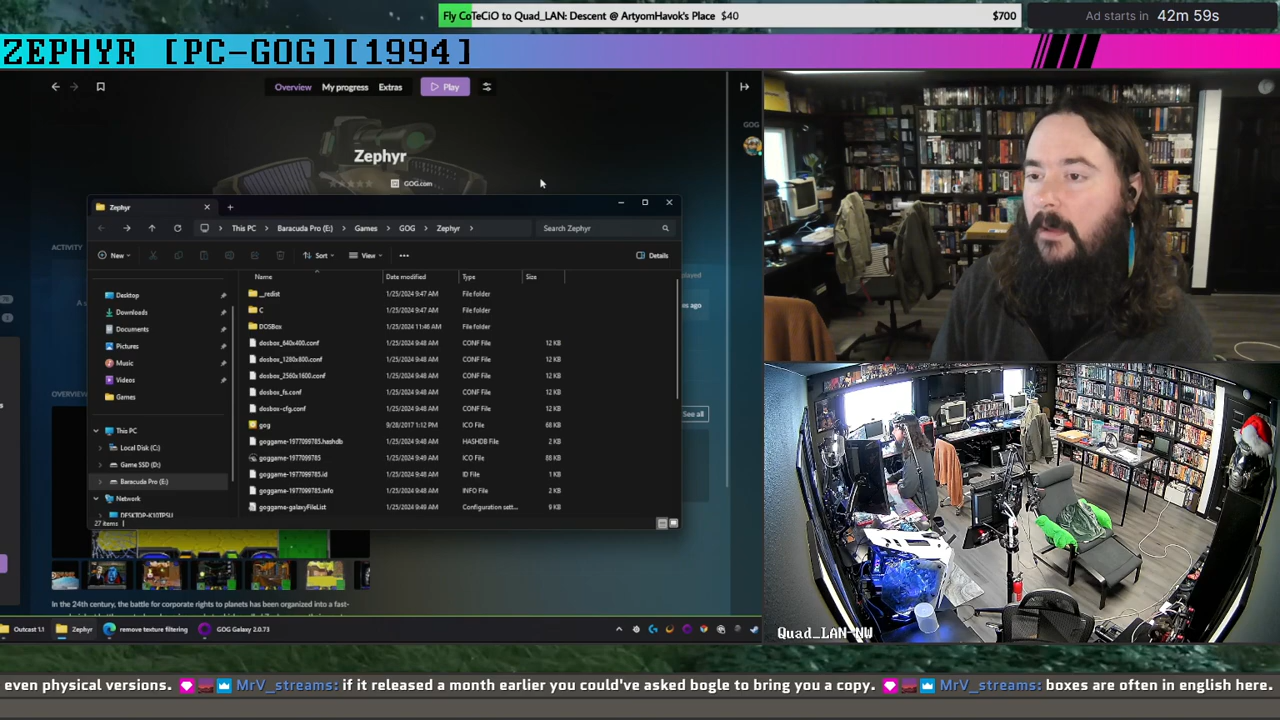 Fly CoTeCiO to Quad_LAN: Descent @ ArtyomHavok's Place $40 $700
Ad starts in 42m 59s
ZEPHYR [PC-GOG][1994]
Overview My progress Extras Play
GOG
Zephyr
GOG.com
Zephyr
This PC > Baracuda Pro (E:) > Games > GOG > Zephyr > Search Zephyr
New Sort View ... Details
ACTIVITY
Name Date modified Type Size
Desktop
Downloads
Documents
Pictures
Music
Videos
Games
This PC
Local Disk (C:)
Game SSD (D:)
Baracuda Pro (E:)
Network
DESKTOP-K10TPSU
__redist 1/25/2024 9:47 AM File folder
C 1/25/2024 9:47 AM File folder
DOSBox 1/25/2024 11:46 AM File folder
dosbox_640x400.conf 1/25/2024 9:48 AM CONF File 12 KB
dosbox_1280x800.conf 1/25/2024 9:48 AM CONF File 12 KB
dosbox_2560x1600.conf 1/25/2024 9:48 AM CONF File 12 KB
dosbox_fs.conf 1/25/2024 9:48 AM CONF File 12 KB
dosbox-cfg.conf 1/25/2024 9:48 AM CONF File 12 KB
gog 9/28/2017 1:12 PM ICO File 68 KB
goggame-1977099785.hashdb 1/25/2024 9:48 AM HASHDB File 2 KB
goggame-1977099785 1/25/2024 9:49 AM ICO File 88 KB
goggame-1977099785.id 1/25/2024 9:48 AM ID File 1 KB
goggame-1977099785.info 1/25/2024 9:48 AM INFO File 2 KB
goggame-galaxyFileList 1/25/2024 9:49 AM Configuration sett... 9 KB
27 items
OVERVIEW
See all
ago
In the 24th century, the battle for corporate rights to planets has been organized into a fast-
Outcast 1.1 Zephyr remove texture filtering GOG Galaxy 2.0.73
Quad_LAN-NW
even physical versions. MrV_streams: if it released a month earlier you could've asked bogle to bring you a copy. MrV_streams: boxes are often in english here.